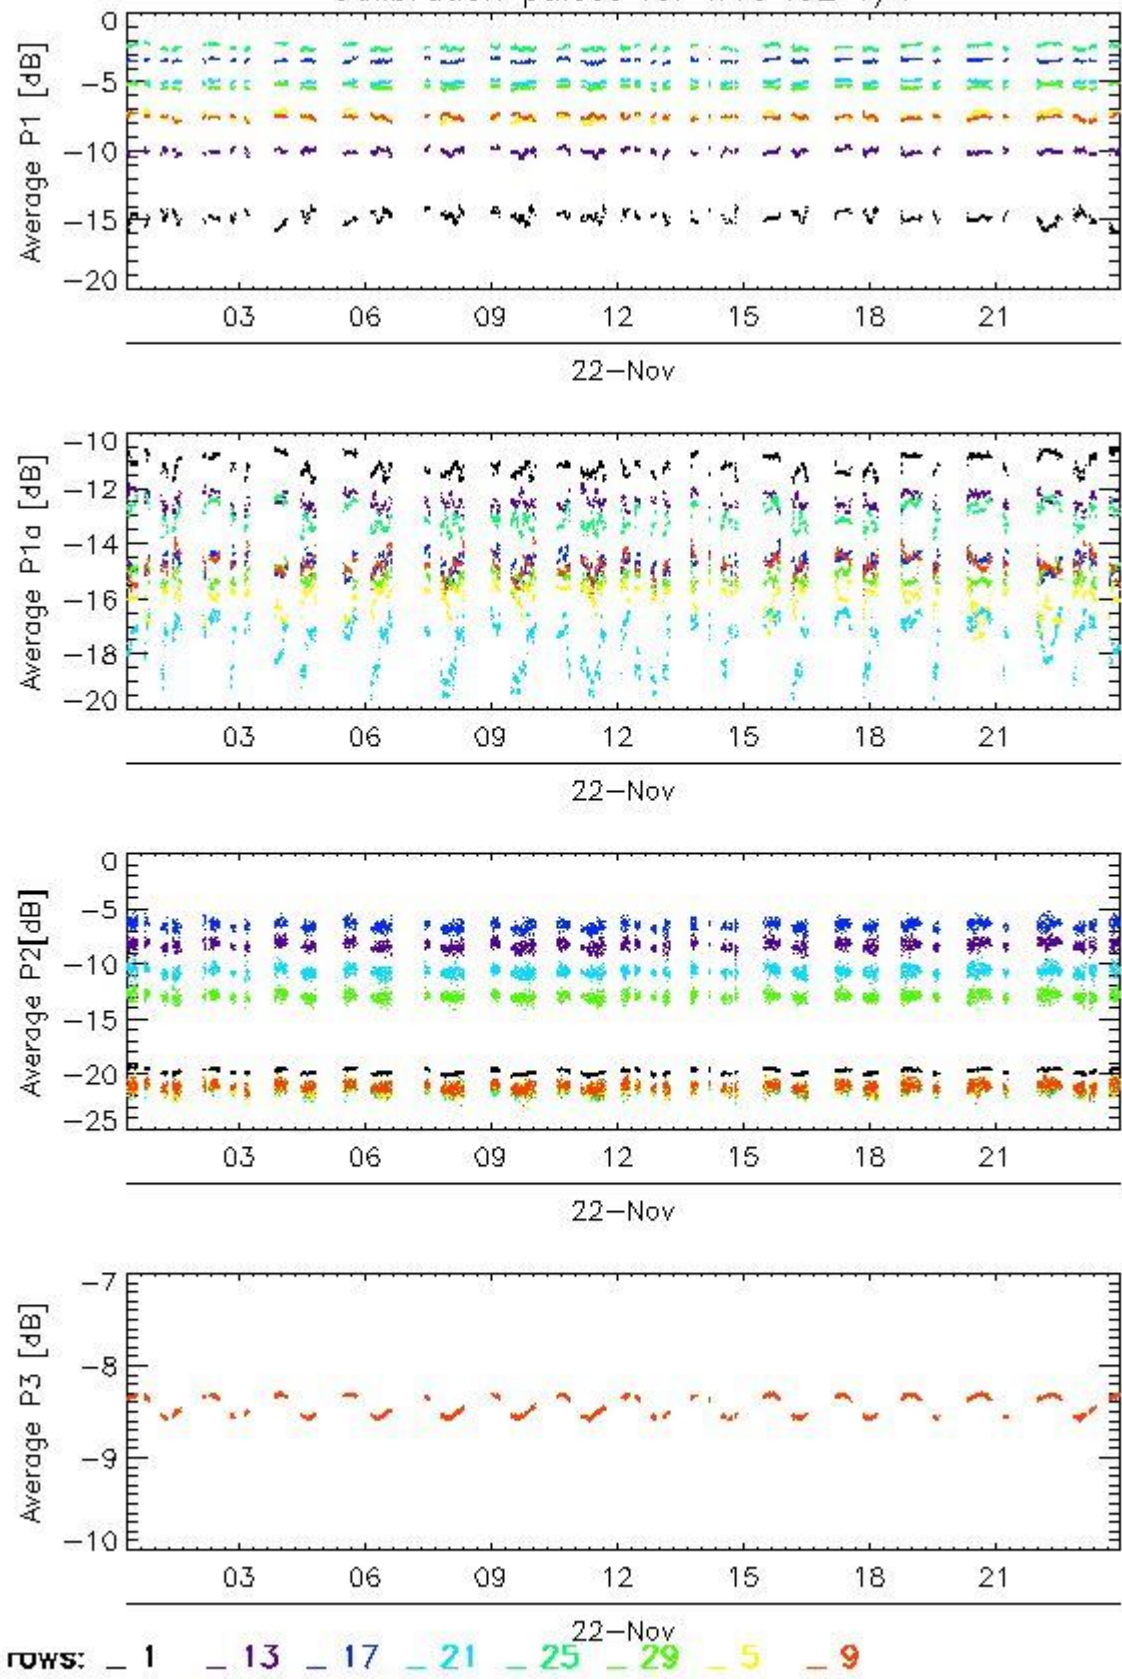 0
−5
−10
−15
−20
Average P1 [dB]
03 06 09 12 15 18 21
22−Nov
−10
−12
−14
−16
−18
−20
Average P1a [dB]
03 06 09 12 15 18 21
22−Nov
0
−5
−10
−15
−20
−25
Average P2[dB]
03 06 09 12 15 18 21
22−Nov
−7
−8
−9
−10
Average P3 [dB]
03 06 09 12 15 18 21
22−Nov
rows: _ 1 _ 13 _ 17 _ 21 _ 25 _ 29 _ 5 _ 9